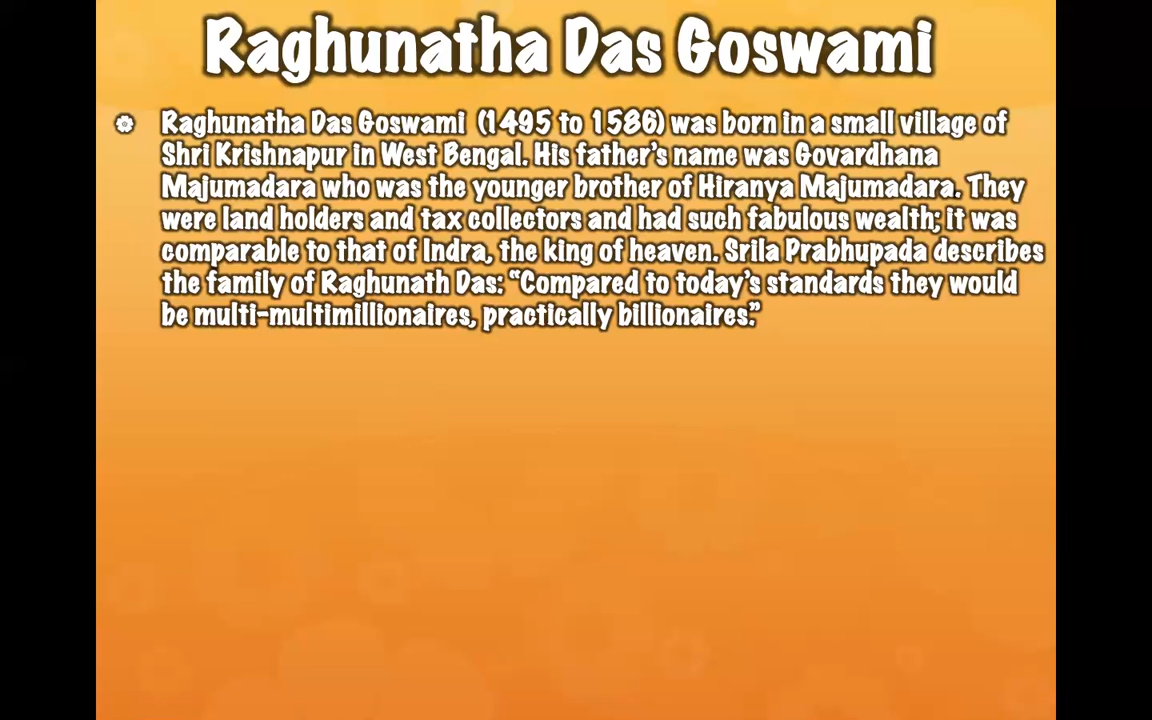 Raghunatha Das Goswami
Raghunatha Das Goswami (1495 to 1586) was born in a small village of
Shri Krishnapur in West Bengal. His father's name was Govardhana
Majumadara who was the younger brother of Hiranya Majumadara. They
were land holders and tax collectors and had such fabulous wealth; it was
comparable to that of Indra, the king of heaven. Srila Prabhupada describes
the family of Raghunath Das: “Compared to today's standards they would
be multi-multimillionaires, practically billionaires.”